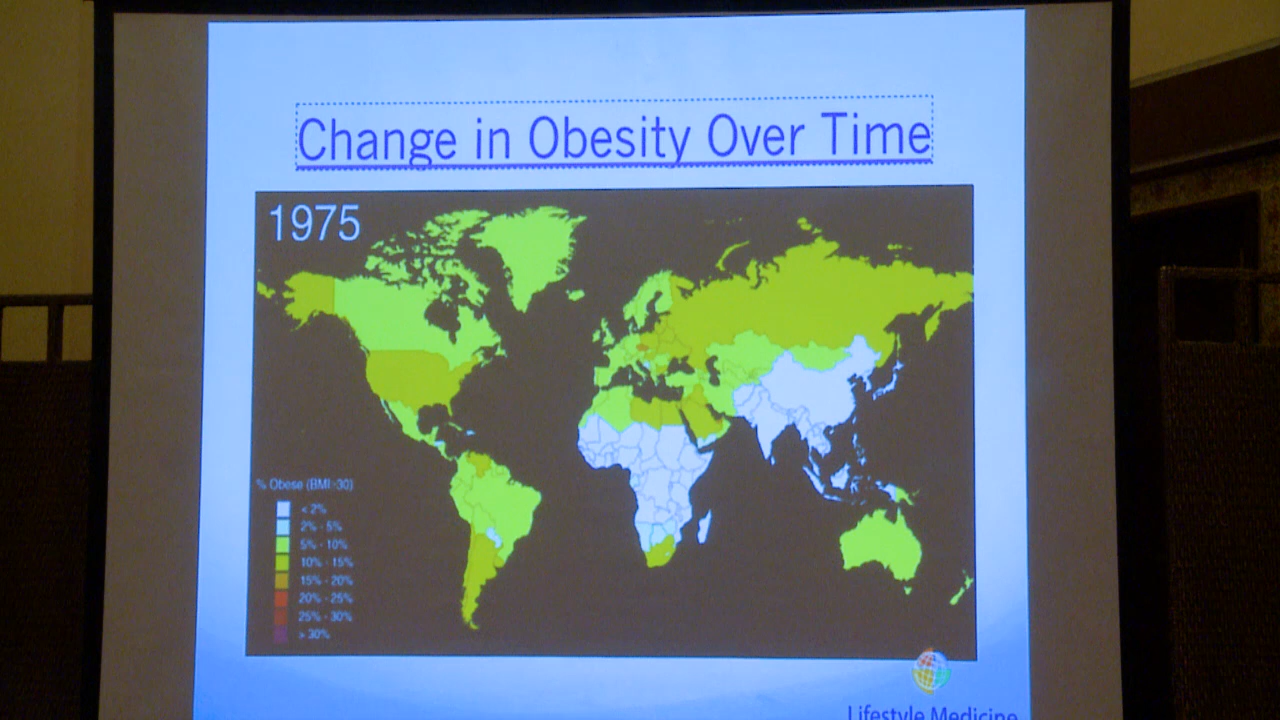 Change in Obesity Over Time
1975
% Obese (BMI>30)
< 2%
2% - 5%
5% - 10%
10% - 15%
15% - 20%
20% - 25%
25% - 30%
> 30%
Lifestyle Medicine